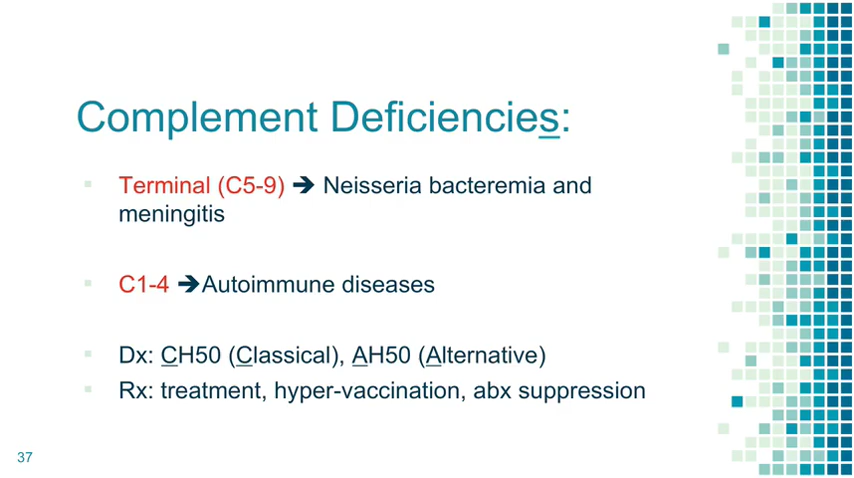 Complement Deficiencies:
Terminal (C5-9) ➔ Neisseria bacteremia and
meningitis
C1-4 ➔Autoimmune diseases
Dx: CH50 (Classical), AH50 (Alternative)
Rx: treatment, hyper-vaccination, abx suppression
37